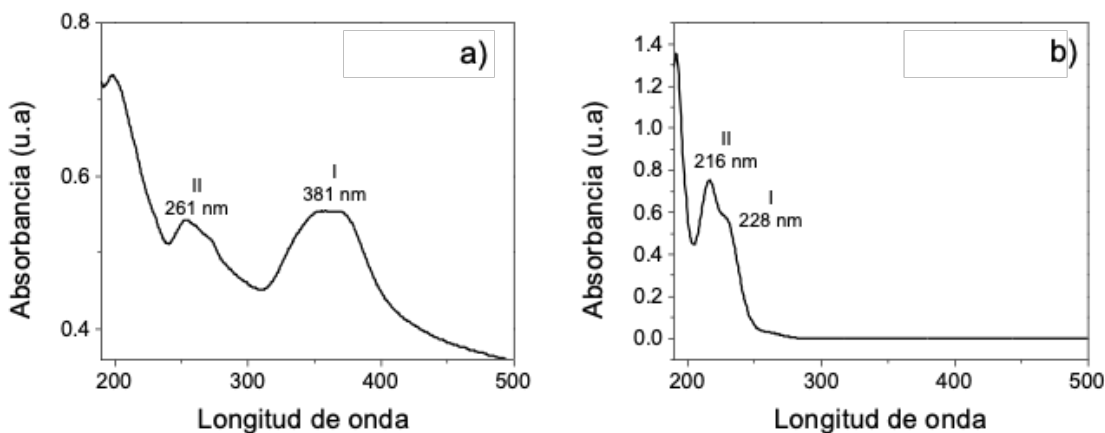 a)
0.8
0.6
0.4
Absorbancia (u.a)
II
261 nm
I
381 nm
200
300
400
500
Longitud de onda
b)
1.4
1.2
1.0
0.8
0.6
0.4
0.2
0.0
Absorbancia (u.a)
II
216 nm
I
228 nm
200
300
400
500
Longitud de onda